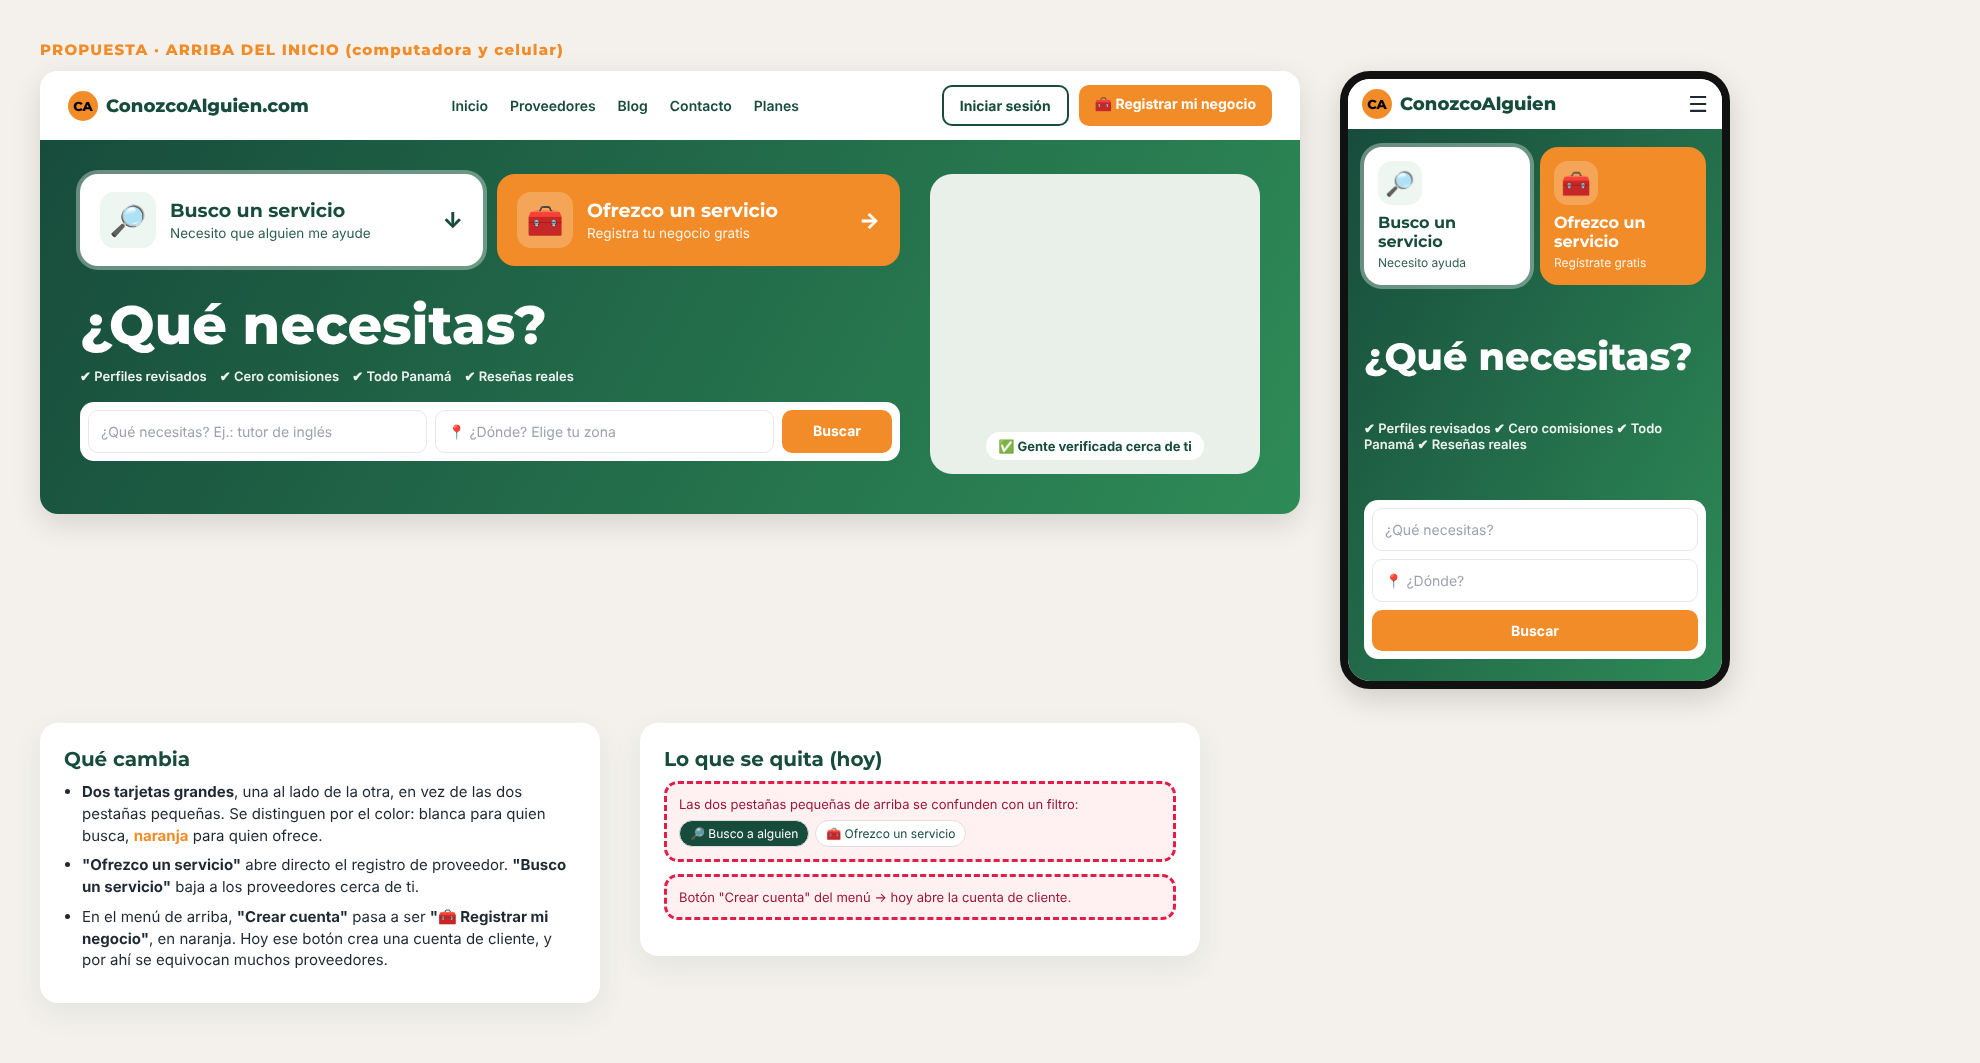 PROPUESTA · ARRIBA DEL INICIO (computadora y celular)
CA ConozcoAlguien.com
Inicio Proveedores Blog Contacto Planes
Iniciar sesión
🧰 Registrar mi negocio
🔎 Busco un servicio ↓
Necesito que alguien me ayude
🧰 Ofrezco un servicio →
Registra tu negocio gratis
¿Qué necesitas?
✔ Perfiles revisados ✔ Cero comisiones ✔ Todo Panamá ✔ Reseñas reales
¿Qué necesitas? Ej.: tutor de inglés
📍 ¿Dónde? Elige tu zona
Buscar
✅ Gente verificada cerca de ti
CA ConozcoAlguien ☰
🔎 Busco un
servicio
Necesito ayuda
🧰 Ofrezco un
servicio
Regístrate gratis
¿Qué necesitas?
✔ Perfiles revisados ✔ Cero comisiones ✔ Todo
Panamá ✔ Reseñas reales
¿Qué necesitas?
📍 ¿Dónde?
Buscar
Qué cambia
• Dos tarjetas grandes, una al lado de la otra, en vez de las dos
pestañas pequeñas. Se distinguen por el color: blanca para quien
busca, naranja para quien ofrece.
• "Ofrezco un servicio" abre directo el registro de proveedor. "Busco
un servicio" baja a los proveedores cerca de ti.
• En el menú de arriba, "Crear cuenta" pasa a ser "🧰 Registrar mi
negocio", en naranja. Hoy ese botón crea una cuenta de cliente, y
por ahí se equivocan muchos proveedores.
Lo que se quita (hoy)
Las dos pestañas pequeñas de arriba se confunden con un filtro:
🔎 Busco a alguien
🧰 Ofrezco un servicio
Botón "Crear cuenta" del menú → hoy abre la cuenta de cliente.